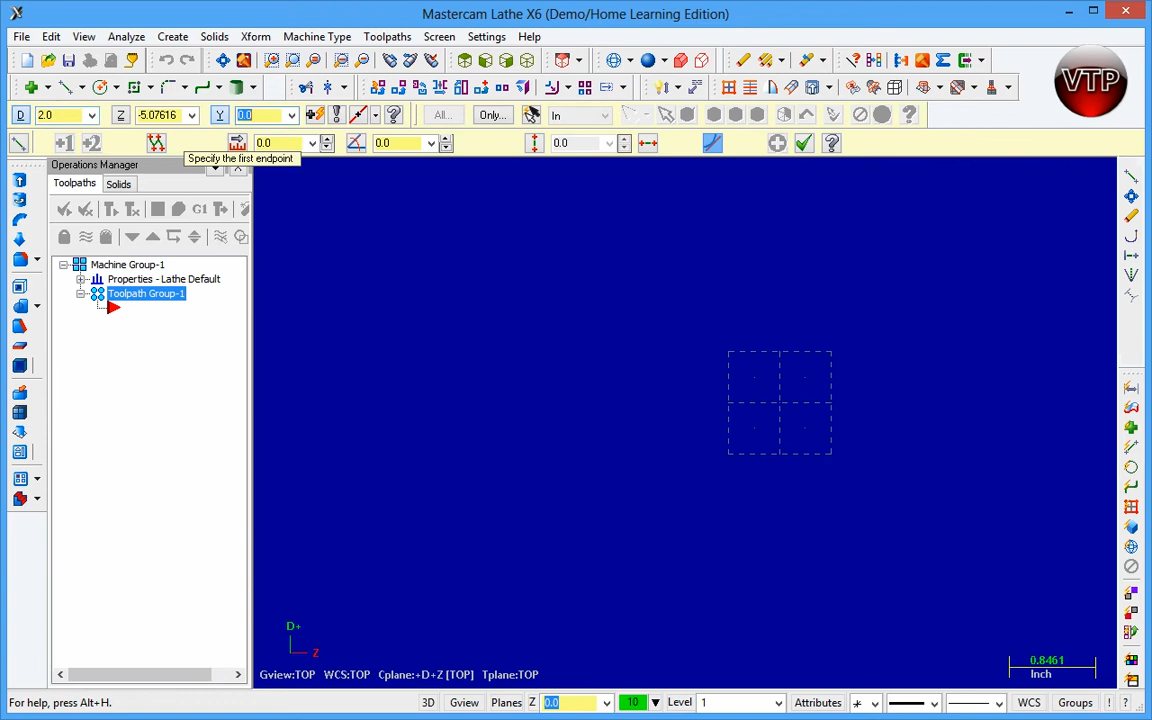 Mastercam Lathe X6 (Demo/Home Learning Edition)
File Edit View Analyze Create Solids Xform Machine Type Toolpaths Screen Settings Help
VTP
D 2.0 Z -5.07616 Y 0.0 All... Only... In
+1 +2 0.0 0.0 0.0
Specify the first endpoint
Operations Manager
Toolpaths Solids
G1
Machine Group-1
Properties - Lathe Default
Toolpath Group-1
D+
Z
Gview:TOP WCS:TOP Cplane:+D+Z [TOP] Tplane:TOP
0.8461
Inch
For help, press Alt+H.
3D Gview Planes Z 0.0 10 Level 1 Attributes WCS Groups